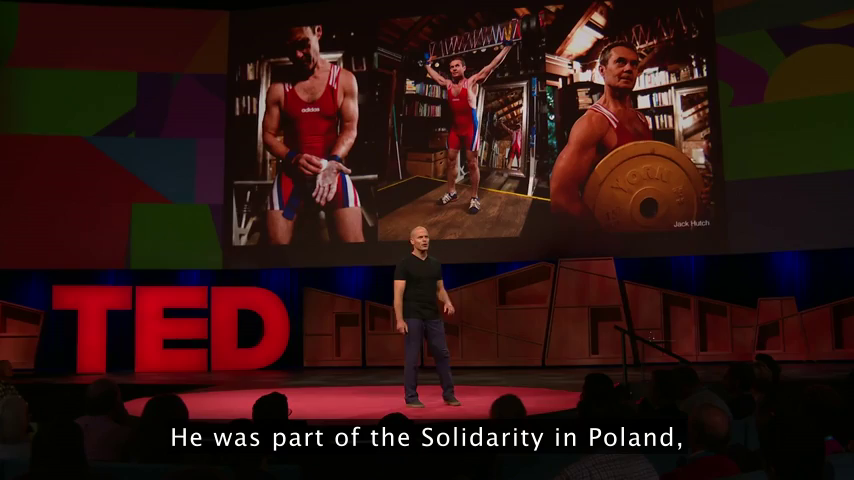 adidas
YORK
Jack Hutch
TED
He was part of the Solidarity in Poland,